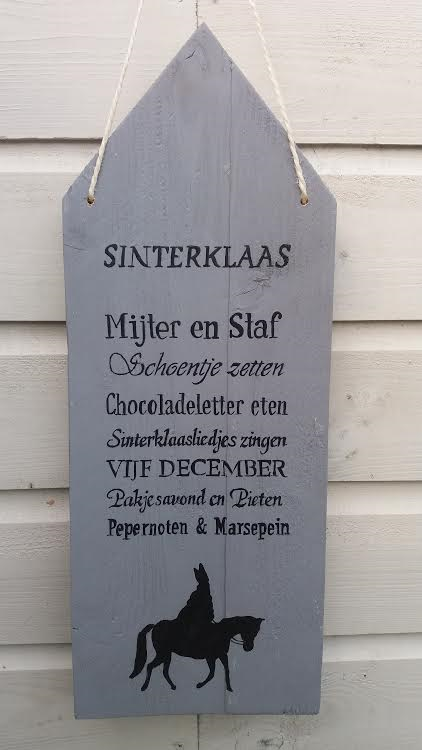 SINTERKLAAS
Mijter en Staf
Schoentje zetten
Chocoladeletter eten
Sinterklaasliedjes zingen
VIJF DECEMBER
Pakjesavond en Pieten
Pepernoten & Marsepein